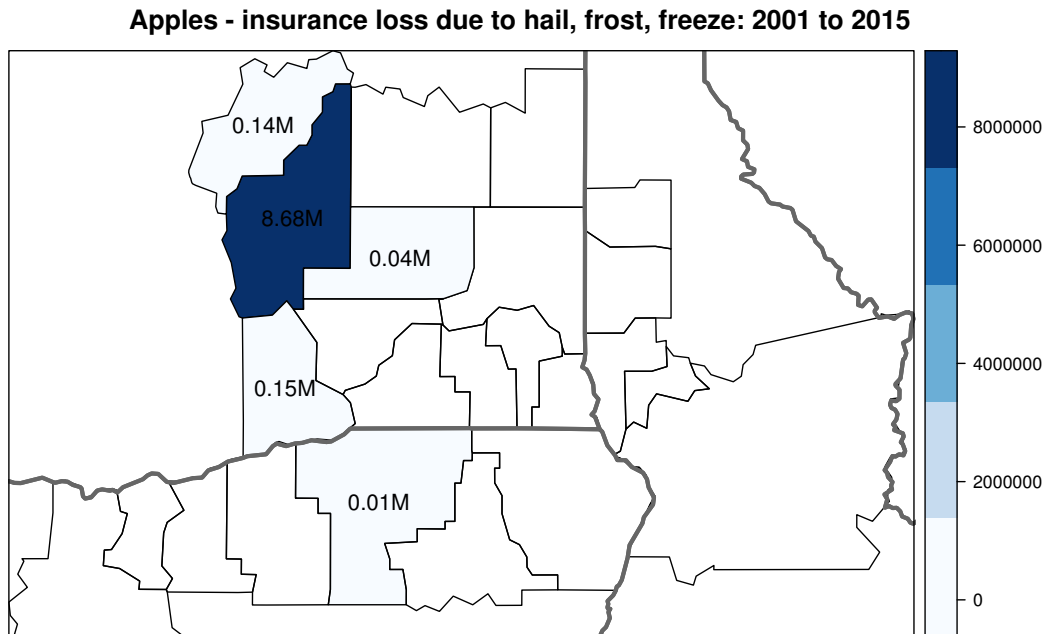 Apples - insurance loss due to hail, frost, freeze: 2001 to 2015
0.14M
8.68M
0.04M
0.15M
0.01M
8000000
6000000
4000000
2000000
0